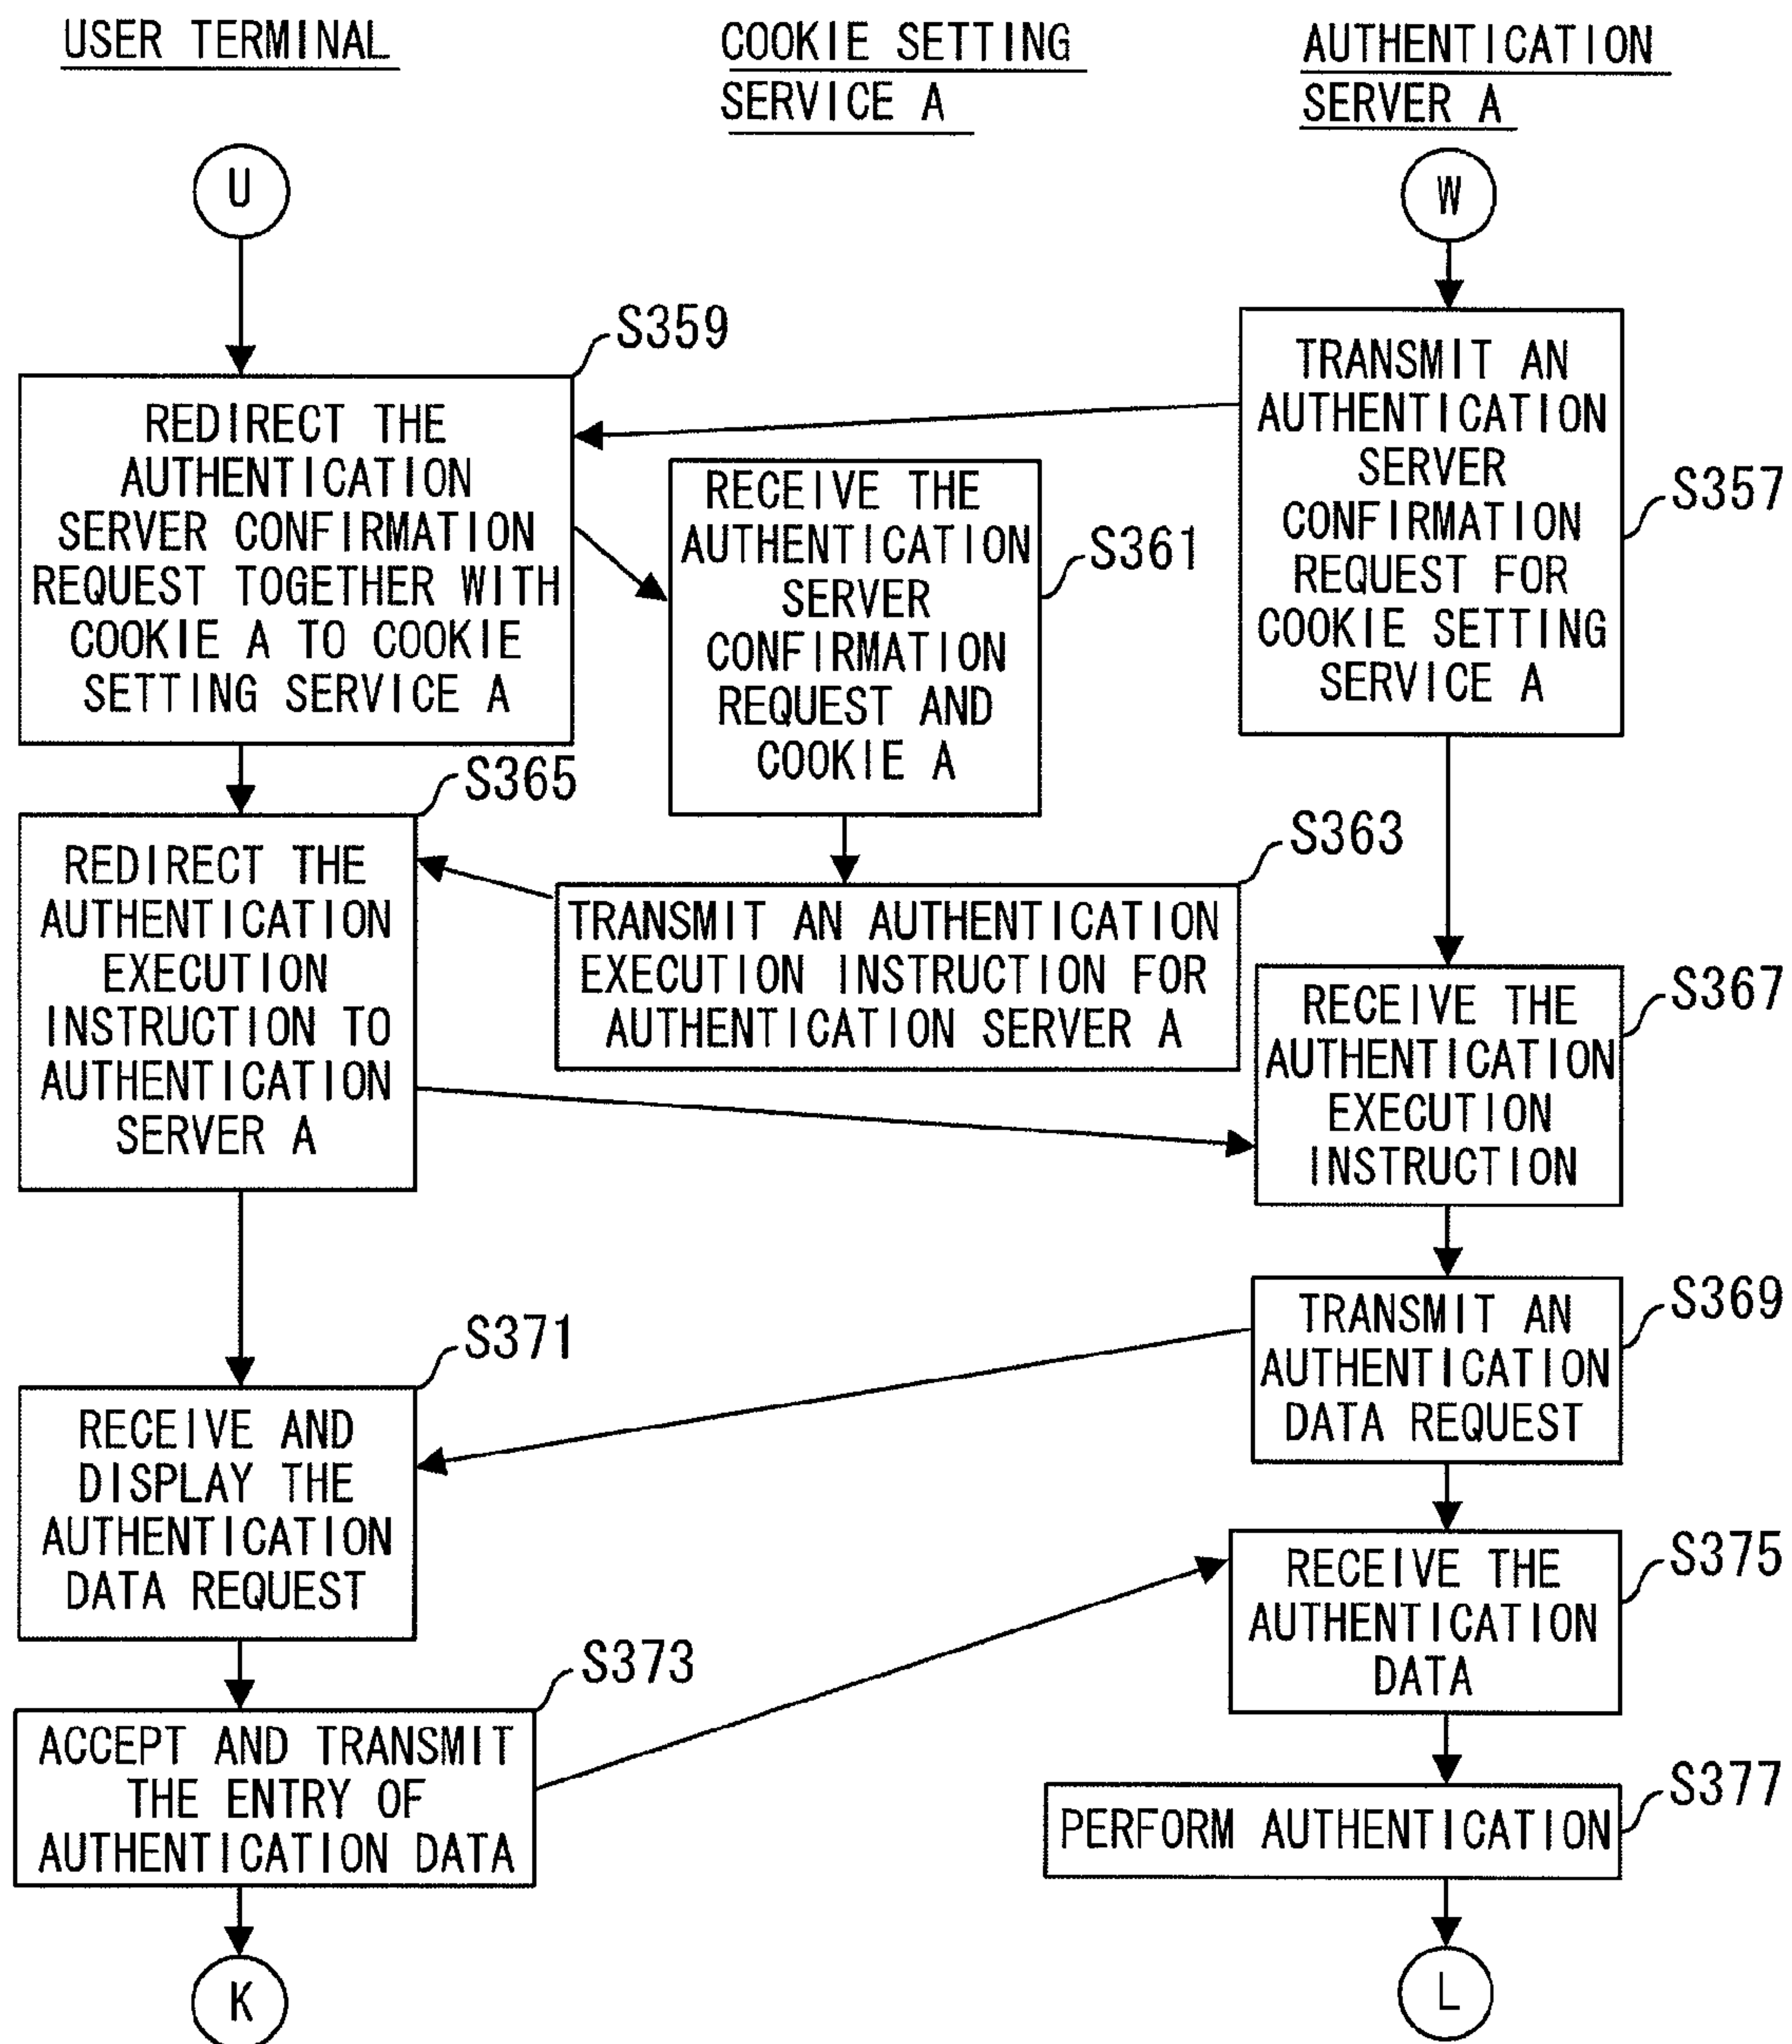 USER TERMINAL
COOKIE SETTING
SERVICE A
AUTHENTICATION
SERVER A
U
W
S359
REDIRECT THE
AUTHENTICATION
SERVER CONFIRMATION
REQUEST TOGETHER WITH
COOKIE A TO COOKIE
SETTING SERVICE A
TRANSMIT AN
AUTHENTICATION
SERVER
CONFIRMATION
REQUEST FOR
COOKIE SETTING
SERVICE A
S357
RECEIVE THE
AUTHENTICATION
SERVER
CONFIRMATION
REQUEST AND
COOKIE A
S361
S365
REDIRECT THE
AUTHENTICATION
EXECUTION
INSTRUCTION TO
AUTHENTICATION
SERVER A
S363
TRANSMIT AN AUTHENTICATION
EXECUTION INSTRUCTION FOR
AUTHENTICATION SERVER A
S367
RECEIVE THE
AUTHENTICATION
EXECUTION
INSTRUCTION
S369
TRANSMIT AN
AUTHENTICATION
DATA REQUEST
S371
RECEIVE AND
DISPLAY THE
AUTHENTICATION
DATA REQUEST
S375
RECEIVE THE
AUTHENTICATION
DATA
S373
ACCEPT AND TRANSMIT
THE ENTRY OF
AUTHENTICATION DATA
S377
PERFORM AUTHENTICATION
K
L